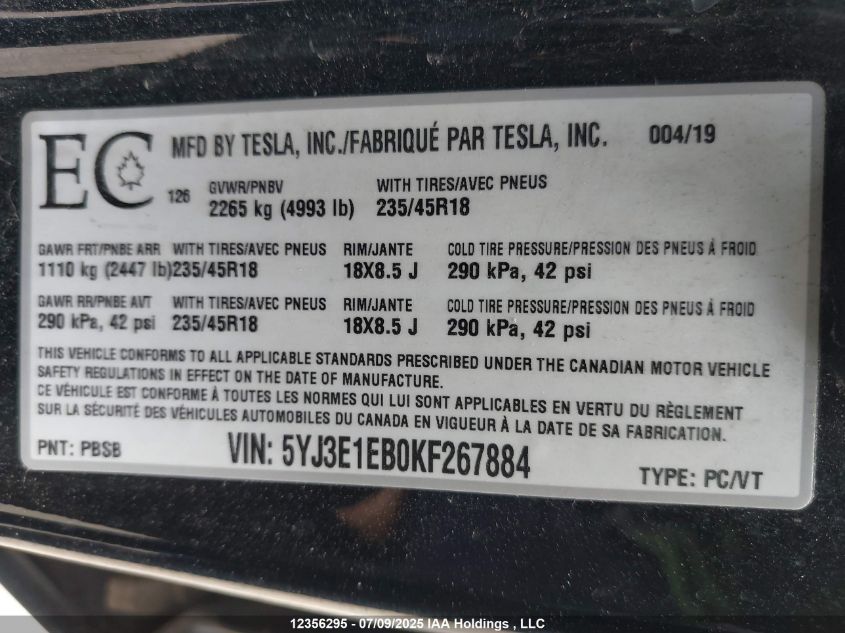 EC MFD BY TESLA, INC./FABRIQUÉ PAR TESLA, INC. 004/19
126 GVWR/PNBV WITH TIRES/AVEC PNEUS
2265 kg (4993 lb) 235/45R18
GAWR FRT/PNBE ARR WITH TIRES/AVEC PNEUS RIM/JANTE COLD TIRE PRESSURE/PRESSION DES PNEUS À FROID
1110 kg (2447 lb) 235/45R18 18X8.5 J 290 kPa, 42 psi
GAWR RR/PNBE AVT WITH TIRES/AVEC PNEUS RIM/JANTE COLD TIRE PRESSURE/PRESSION DES PNEUS À FROID
290 kPa, 42 psi 235/45R18 18X8.5 J 290 kPa, 42 psi
THIS VEHICLE CONFORMS TO ALL APPLICABLE STANDARDS PRESCRIBED UNDER THE CANADIAN MOTOR VEHICLE
SAFETY REGULATIONS IN EFFECT ON THE DATE OF MANUFACTURE.
CE VÉHICULE EST CONFORME À TOUTES LES NORMES QUI LUI SONT APPLICABLES EN VERTU DU RÈGLEMENT
SUR LA SÉCURITÉ DES VÉHICULES AUTOMOBILES DU CANADA EN VIGUEUR À LA DATE DE SA FABRICATION.
PNT: PBSB VIN: 5YJ3E1EB0KF267884 TYPE: PC/VT
12356295 - 07/09/2025 IAA Holdings , LLC